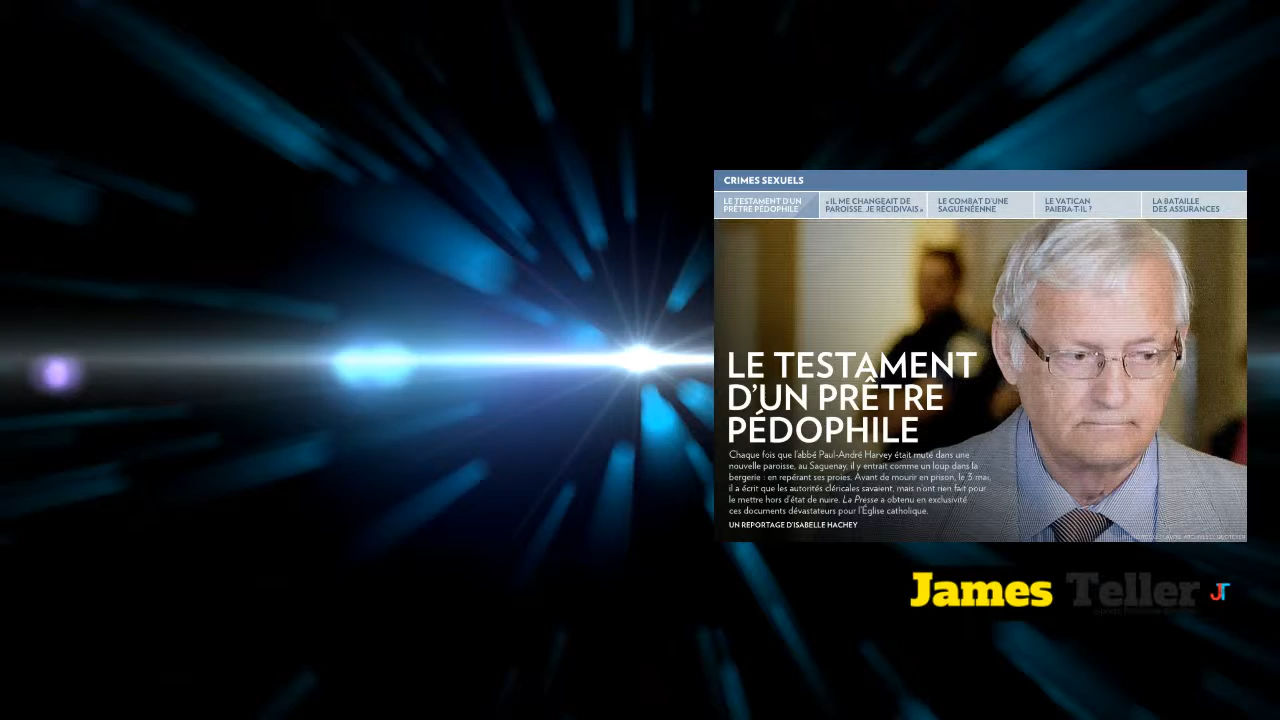 CRIMES SEXUELS
LE TESTAMENT D'UN
PRÊTRE PÉDOPHILE
« IL ME CHANGEAIT DE
PAROISSE. JE RÉCIDIVAIS »
LE COMBAT D'UNE
SAGUENÉENNE
LE VATICAN
PAIERA-T-IL ?
LA BATAILLE
DES ASSURANCES
LE TESTAMENT
D'UN PRÊTRE
PÉDOPHILE
Chaque fois que l'abbé Paul-André Harvey était muté dans une
nouvelle paroisse, au Saguenay, il y entrait comme un loup dans la
bergerie : en repérant ses proies. Avant de mourir en prison, le 3 mai,
il a écrit que les autorités cléricales savaient, mais n'ont rien fait pour
le mettre hors d'état de nuire. La Presse a obtenu en exclusivité
ces documents dévastateurs pour l'Église catholique.
UN REPORTAGE D'ISABELLE HACHEY
James Teller JT